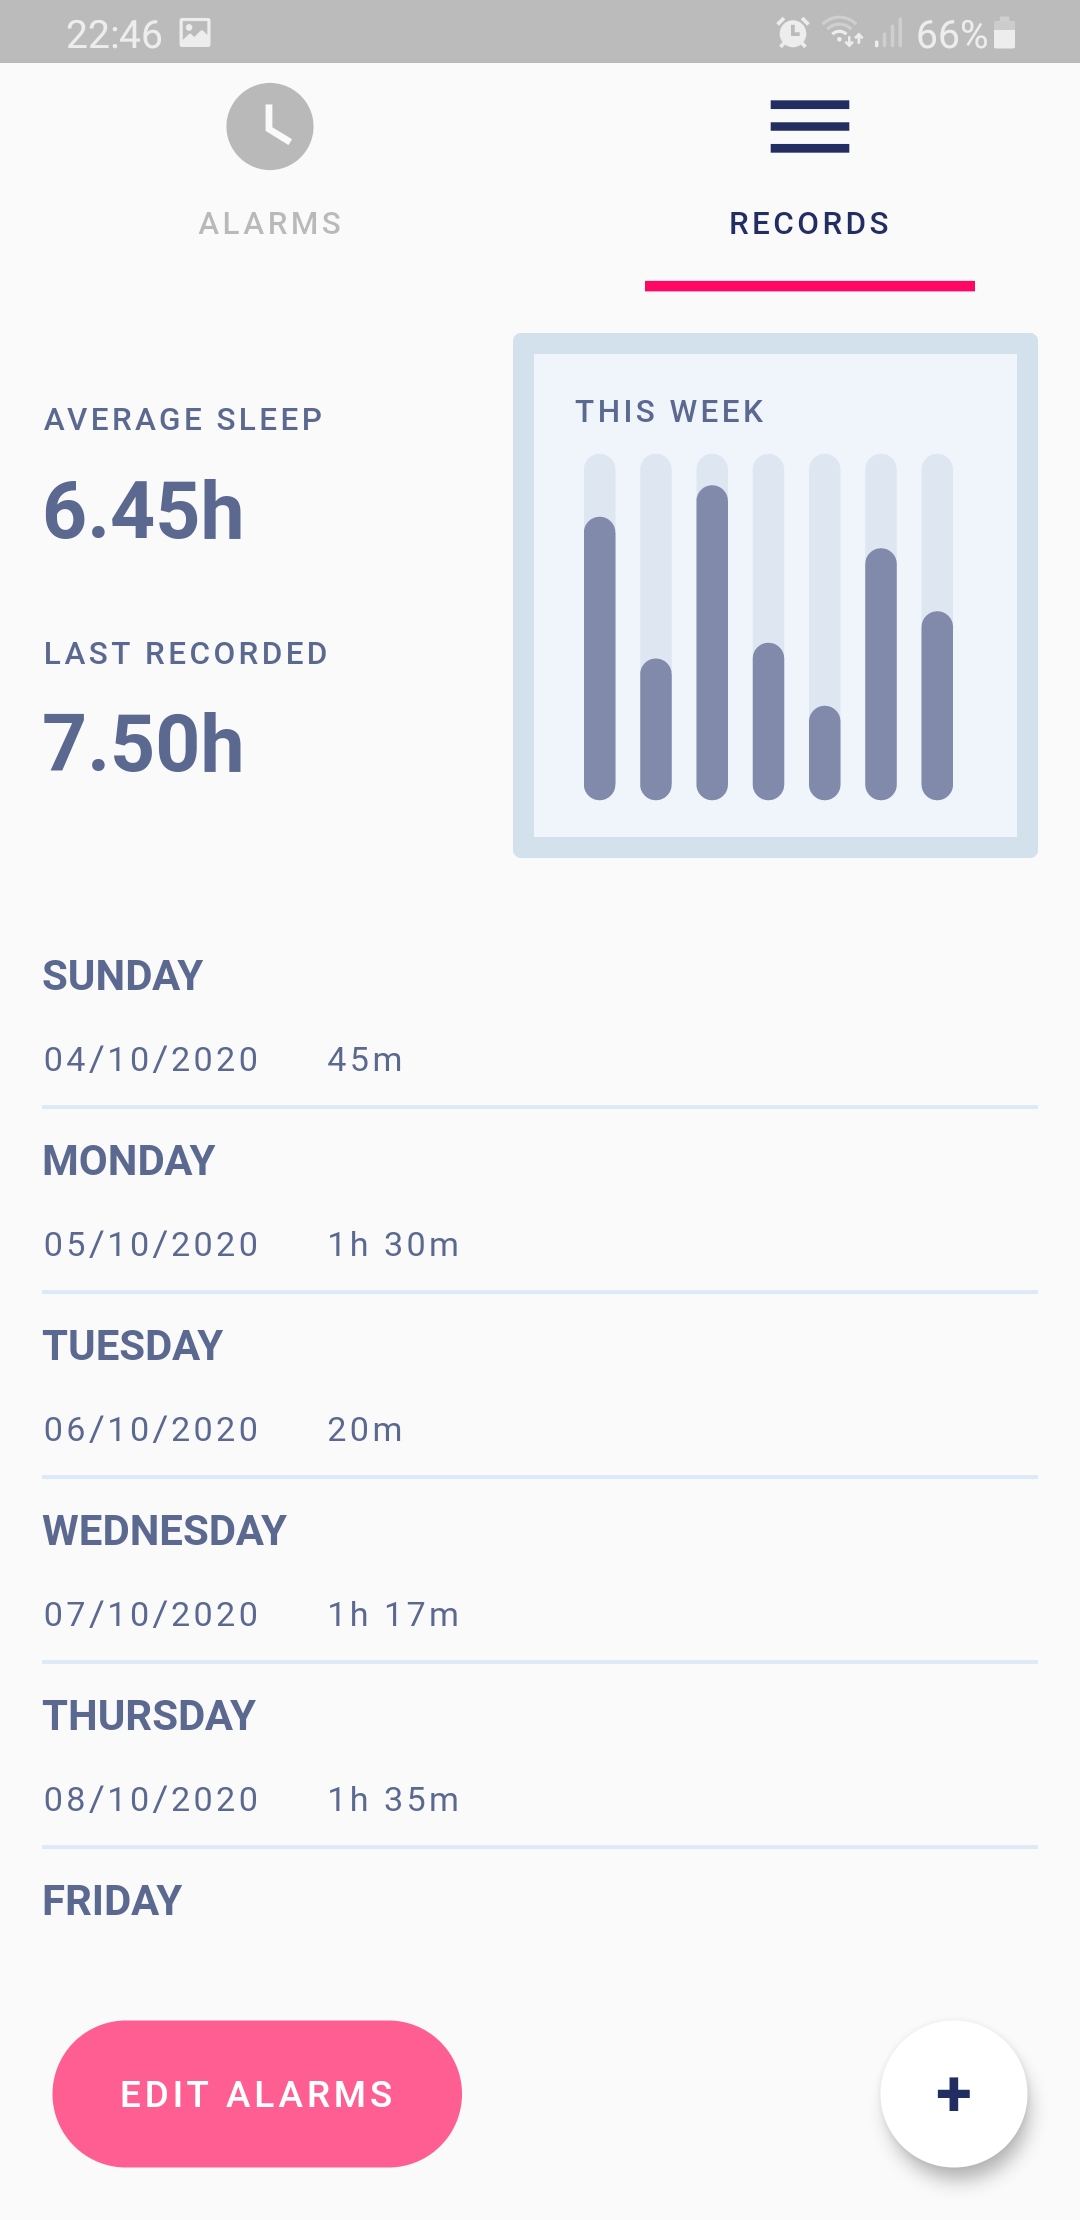 22:46 66%
ALARMS RECORDS
AVERAGE SLEEP
6.45h
LAST RECORDED
7.50h
THIS WEEK
SUNDAY
04/10/2020 45m
MONDAY
05/10/2020 1h 30m
TUESDAY
06/10/2020 20m
WEDNESDAY
07/10/2020 1h 17m
THURSDAY
08/10/2020 1h 35m
FRIDAY
EDIT ALARMS +